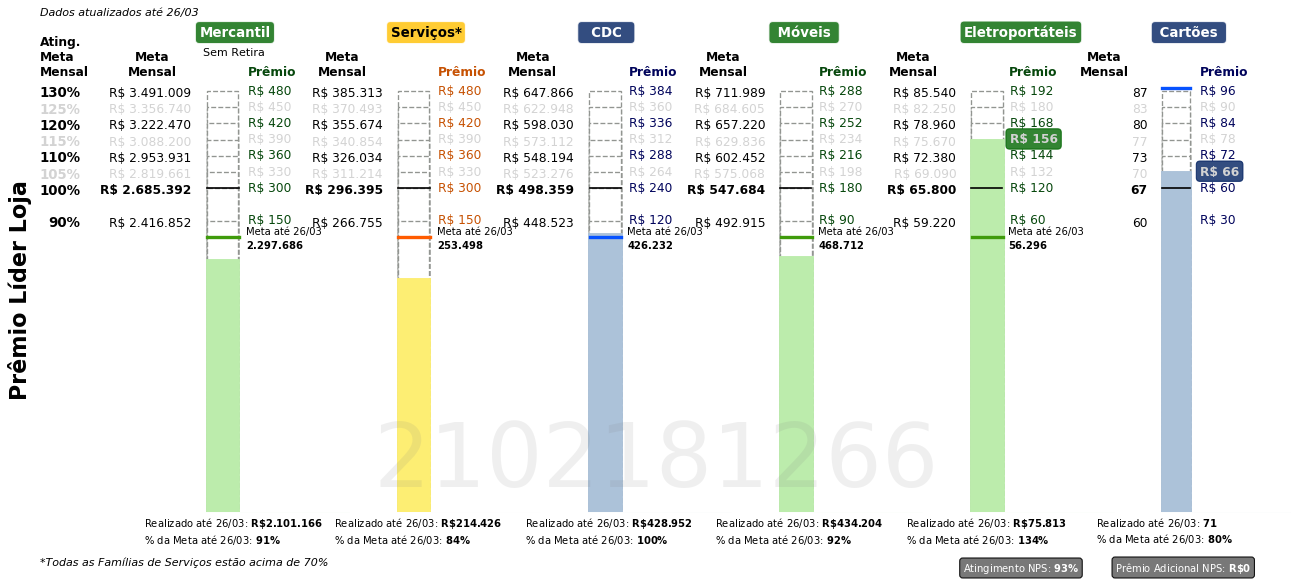 Dados atualizados até 26/03
Mercantil Serviços* CDC Móveis Eletroportáteis Cartões
Sem Retira
Ating. Meta Mensal Meta Mensal Prêmio Meta Mensal Prêmio Meta Mensal Prêmio Meta Mensal Prêmio Meta Mensal Prêmio Meta Mensal Prêmio
130% R$ 3.491.009 R$ 480 R$ 385.313 R$ 480 R$ 647.866 R$ 384 R$ 711.989 R$ 288 R$ 85.540 R$ 192 87 R$ 96
125% R$ 3.356.740 R$ 450 R$ 370.493 R$ 450 R$ 622.948 R$ 360 R$ 684.605 R$ 270 R$ 82.250 R$ 180 83 R$ 90
120% R$ 3.222.470 R$ 420 R$ 355.674 R$ 420 R$ 598.030 R$ 336 R$ 657.220 R$ 252 R$ 78.960 R$ 168 80 R$ 84
115% R$ 3.088.200 R$ 390 R$ 340.854 R$ 390 R$ 573.112 R$ 312 R$ 629.836 R$ 234 R$ 75.670 R$ 156 77 R$ 78
110% R$ 2.953.931 R$ 360 R$ 326.034 R$ 360 R$ 548.194 R$ 288 R$ 602.452 R$ 216 R$ 72.380 R$ 144 73 R$ 72
105% R$ 2.819.661 R$ 330 R$ 311.214 R$ 330 R$ 523.276 R$ 264 R$ 575.068 R$ 198 R$ 69.090 R$ 132 70 R$ 66
100% R$ 2.685.392 R$ 300 R$ 296.395 R$ 300 R$ 498.359 R$ 240 R$ 547.684 R$ 180 R$ 65.800 R$ 120 67 R$ 60
90% R$ 2.416.852 R$ 150 R$ 266.755 R$ 150 R$ 448.523 R$ 120 R$ 492.915 R$ 90 R$ 59.220 R$ 60 60 R$ 30
Meta até 26/03 Meta até 26/03 Meta até 26/03 Meta até 26/03 Meta até 26/03
2.297.686 253.498 426.232 468.712 56.296
Prêmio Líder Loja
2102181266
Realizado até 26/03: R$2.101.166 Realizado até 26/03: R$214.426 Realizado até 26/03: R$428.952 Realizado até 26/03: R$434.204 Realizado até 26/03: R$75.813 Realizado até 26/03: 71
% da Meta até 26/03: 91% % da Meta até 26/03: 84% % da Meta até 26/03: 100% % da Meta até 26/03: 92% % da Meta até 26/03: 134% % da Meta até 26/03: 80%
*Todas as Famílias de Serviços estão acima de 70%
Atingimento NPS: 93% Prêmio Adicional NPS: R$0